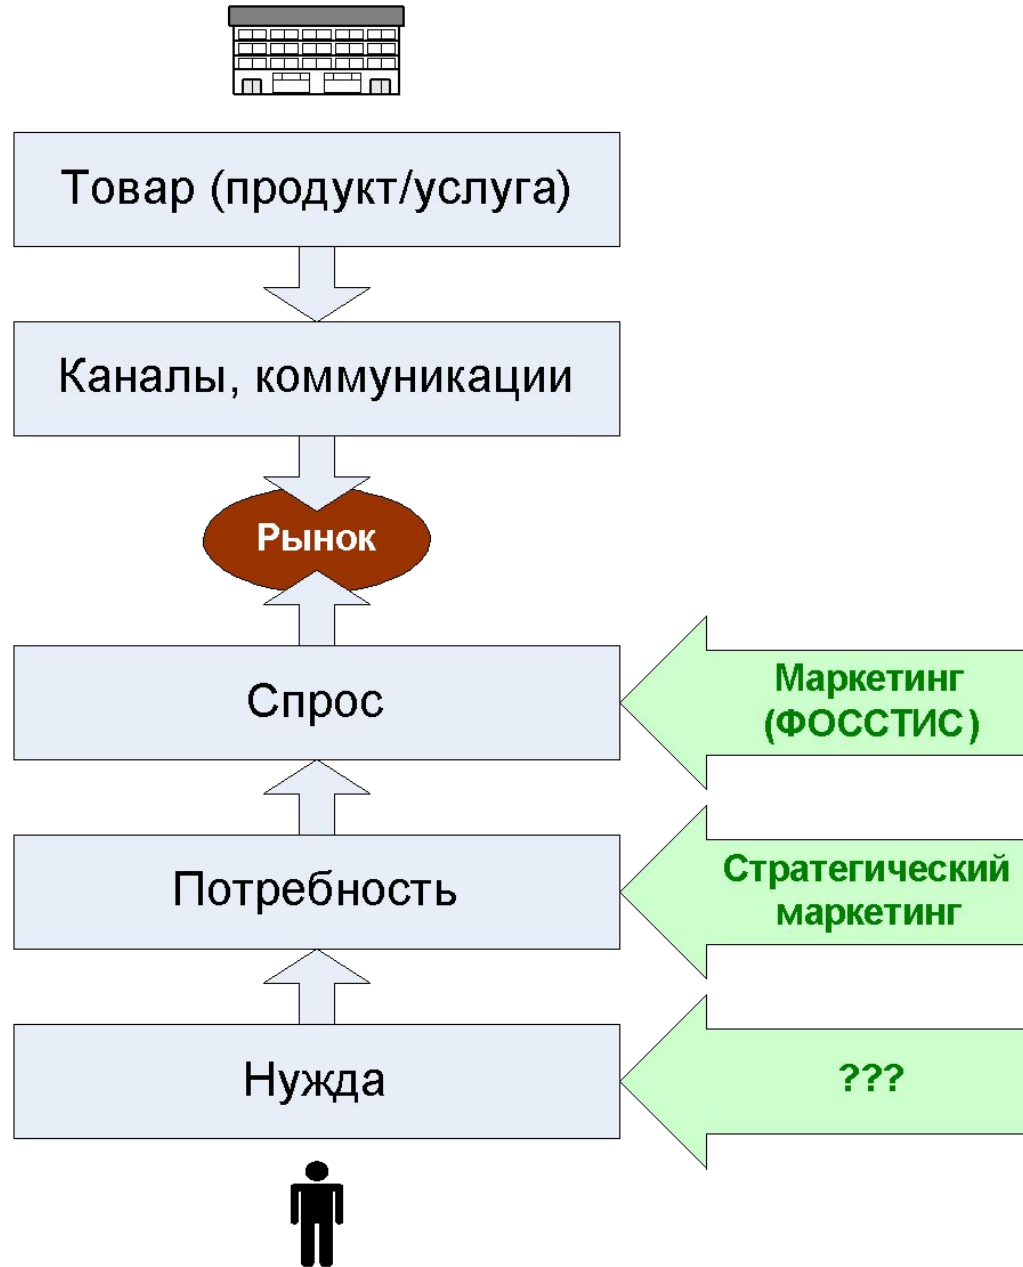 Товар (продукт/услуга)
Каналы, коммуникации
Рынок
Спрос
Маркетинг
(ФОССТИС)
Потребность
Стратегический
маркетинг
Нужда
???